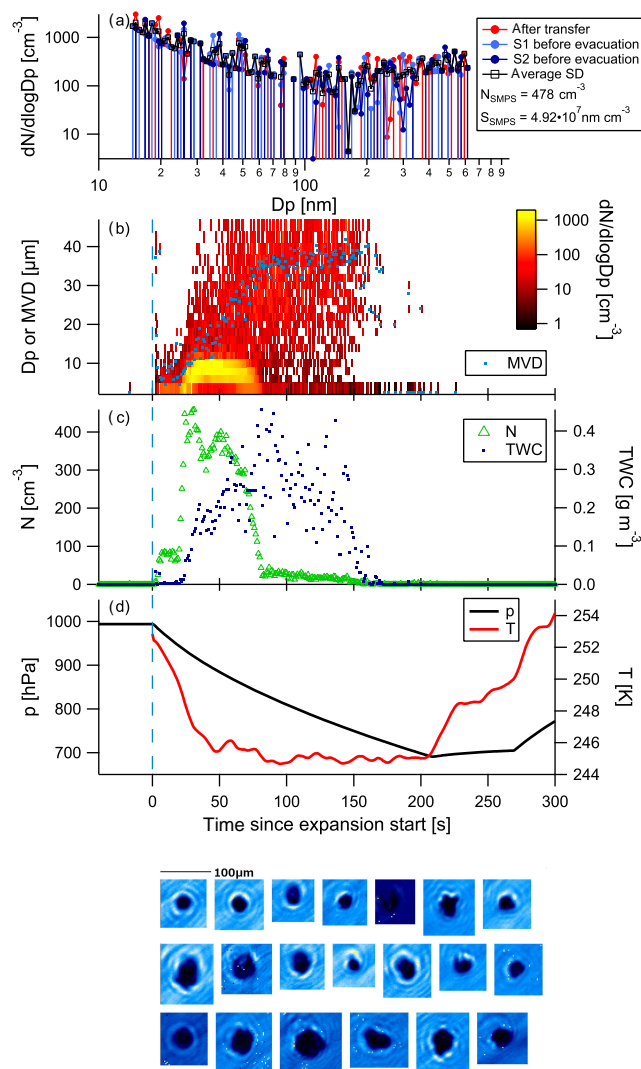 (a)
1000
100
10
dN/dlogDp [cm-3]
After transfer
S1 before evacuation
S2 before evacuation
Average SD
NSMPS = 478 cm-3
SSMPS = 4.92•10⁷nm cm-3
10 2 3 4 5 6 7 8 9 100 2 3 4 5 6 7 8 9
Dp [nm]
(b)
40
30
20
10
Dp or MVD [µm]
1000
100
10
1
dN/dlogDp [cm-3]
MVD
(c)
400
300
200
100
0
N [cm-3]
N
TWC
0.4
0.3
0.2
0.1
0.0
TWC [g m-3]
(d)
1000
900
800
700
p [hPa]
p
T
254
252
250
248
246
244
T [K]
0 50 100 150 200 250 300
Time since expansion start [s]
100µm